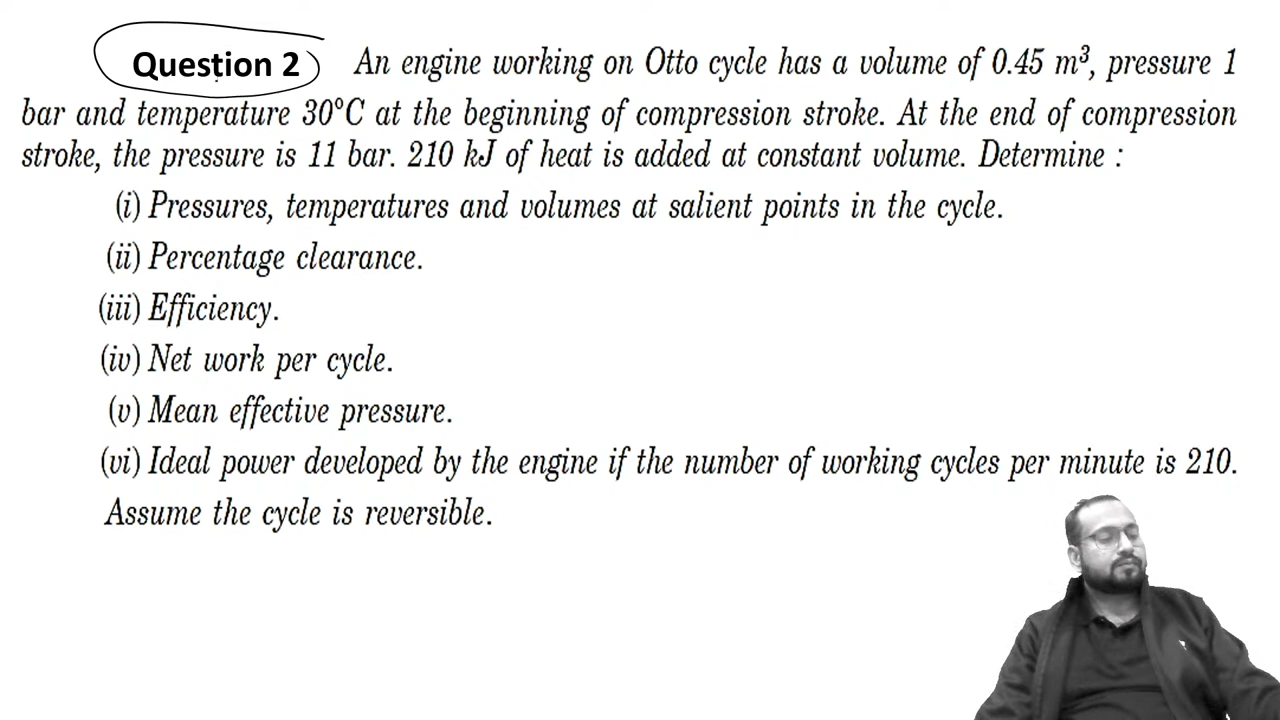 Question 2 An engine working on Otto cycle has a volume of 0.45 m³, pressure 1
bar and temperature 30°C at the beginning of compression stroke. At the end of compression
stroke, the pressure is 11 bar. 210 kJ of heat is added at constant volume. Determine :
(i) Pressures, temperatures and volumes at salient points in the cycle.
(ii) Percentage clearance.
(iii) Efficiency.
(iv) Net work per cycle.
(v) Mean effective pressure.
(vi) Ideal power developed by the engine if the number of working cycles per minute is 210.
Assume the cycle is reversible.